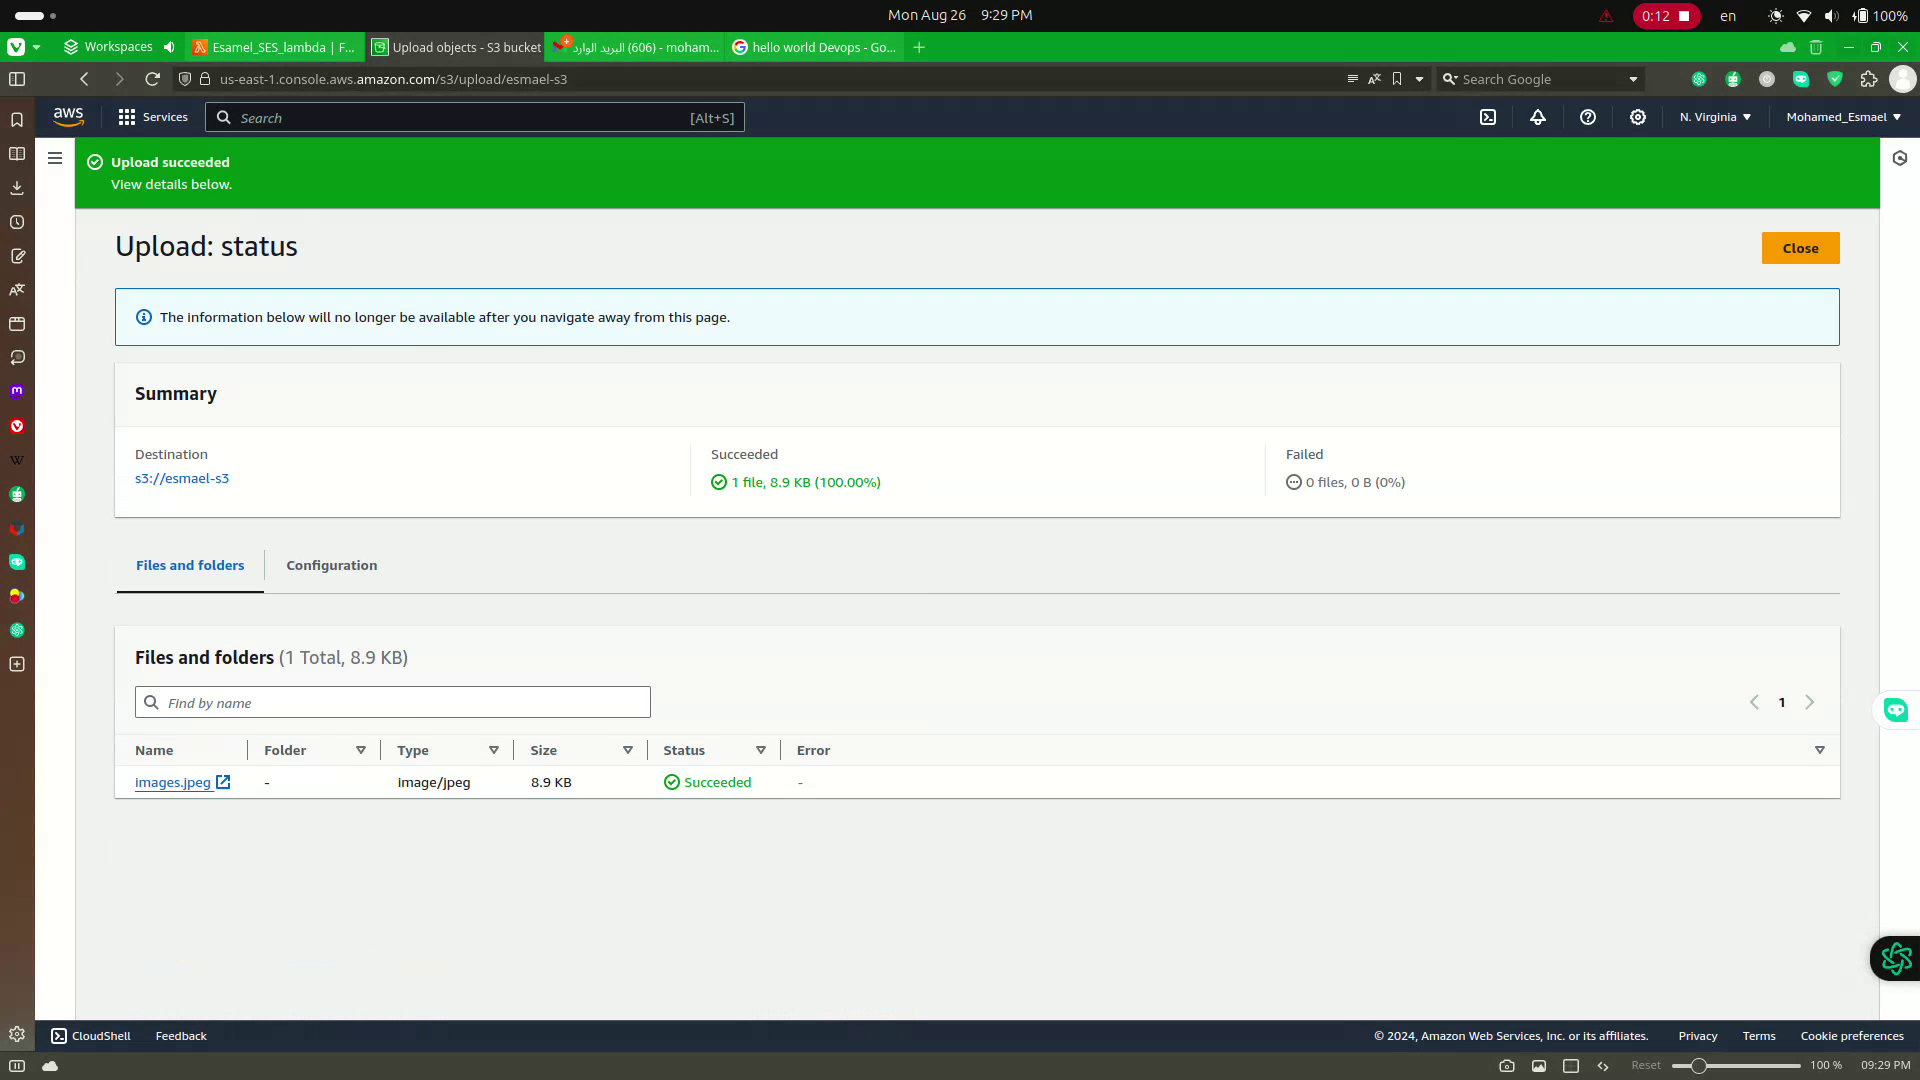 Mon Aug 26 9:29 PM
0:12
en
100%
Workspaces
Esamel_SES_lambda | F...
Upload objects - S3 bucket
البريد الوارد (606) - moham...
hello world Devops - Go...
us-east-1.console.aws.amazon.com/s3/upload/esmael-s3
Search Google
aws
Services
Search
[Alt+S]
N. Virginia
Mohamed_Esmael
Upload succeeded
View details below.
Upload: status
Close
The information below will no longer be available after you navigate away from this page.
Summary
Destination
s3://esmael-s3
Succeeded
1 file, 8.9 KB (100.00%)
Failed
0 files, 0 B (0%)
Files and folders
Configuration
Files and folders (1 Total, 8.9 KB)
Find by name
1
Name Folder Type Size Status Error
images.jpeg - image/jpeg 8.9 KB Succeeded -
CloudShell
Feedback
© 2024, Amazon Web Services, Inc. or its affiliates.
Privacy
Terms
Cookie preferences
Reset
100 %
09:29 PM